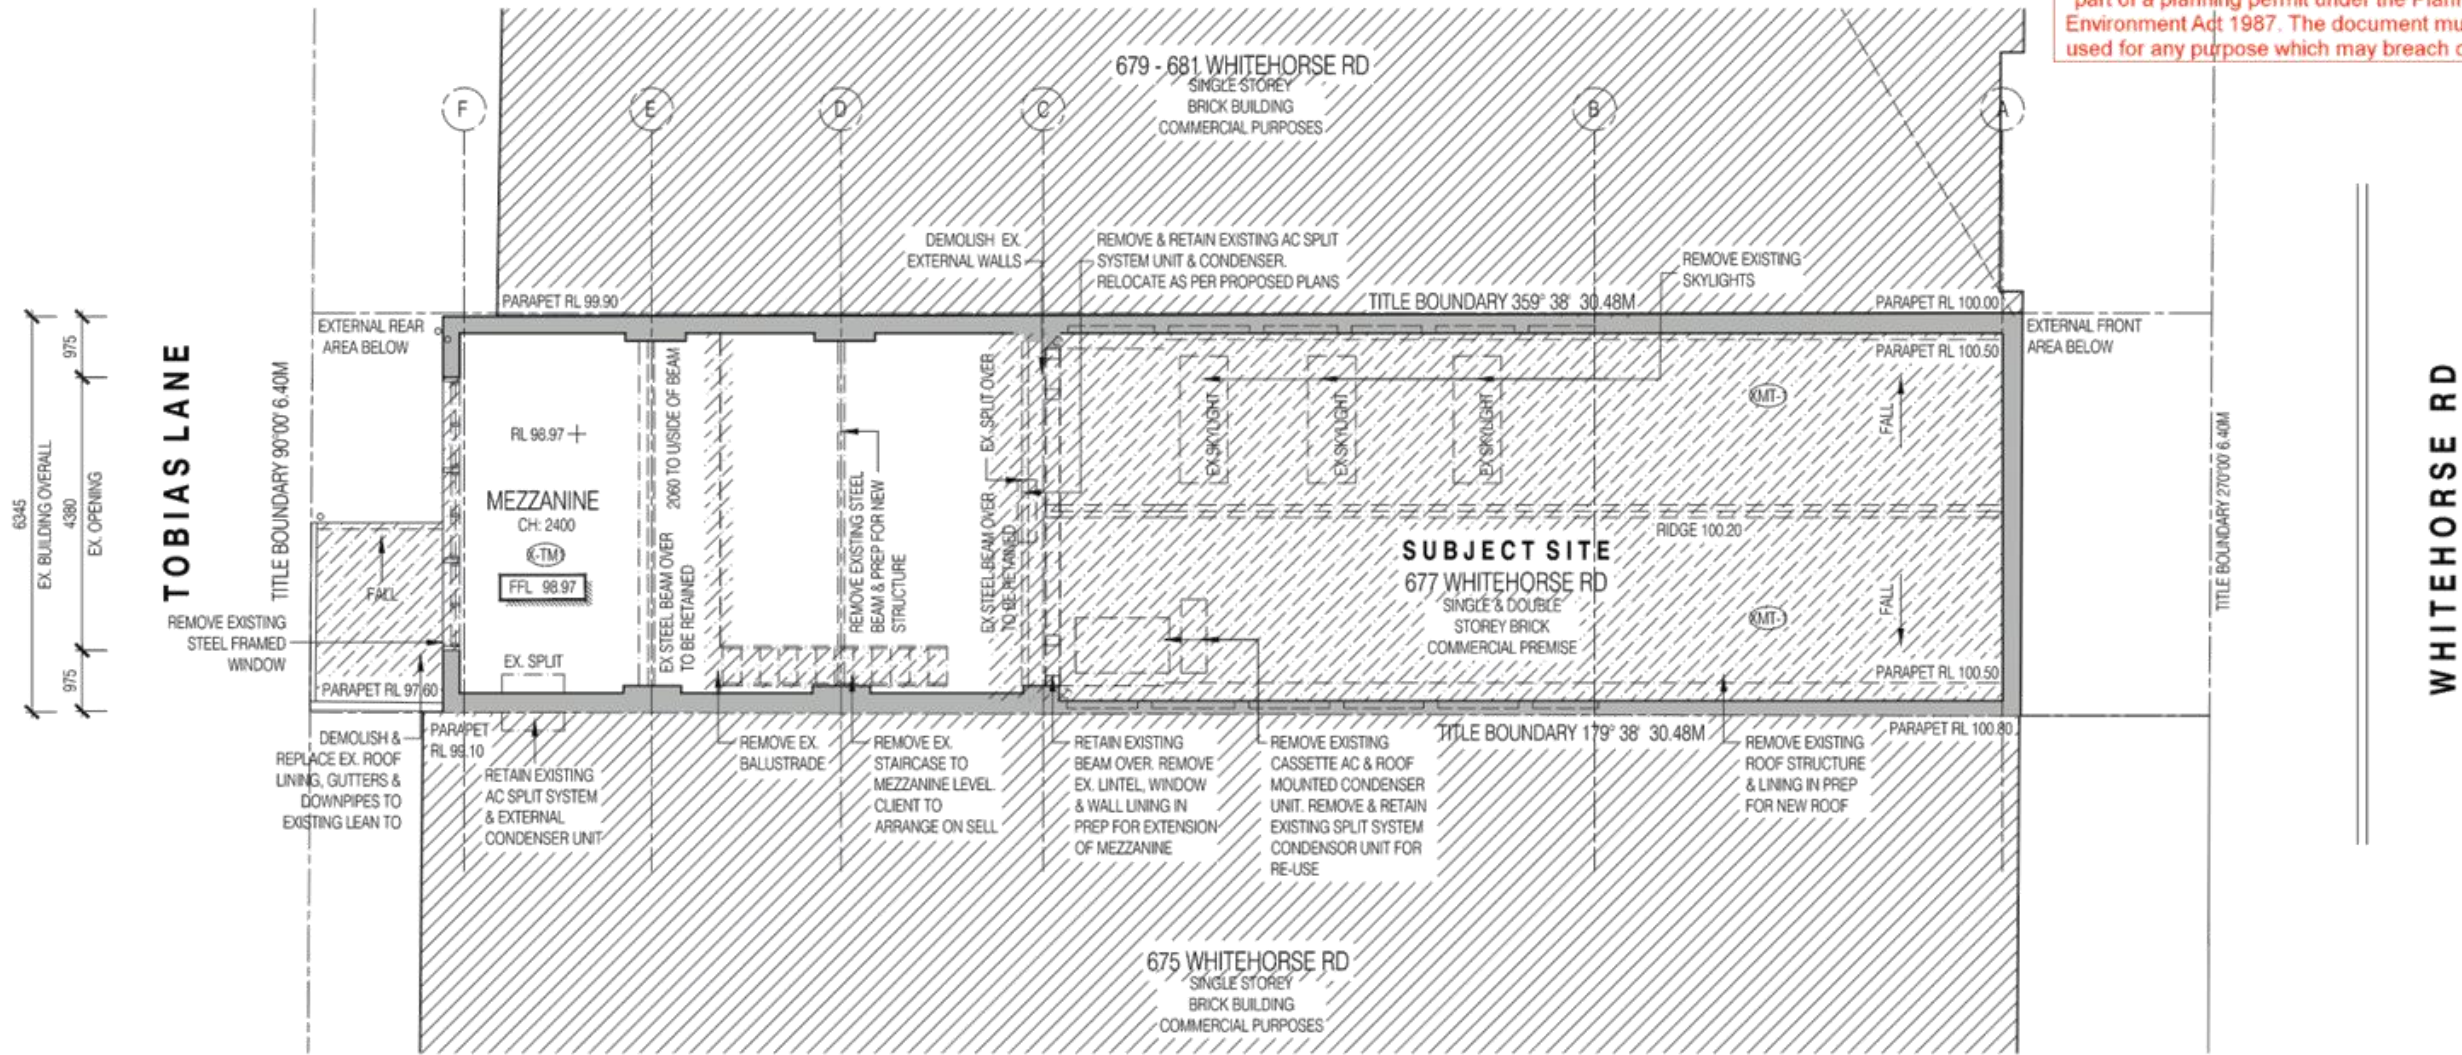 part of a planning permit under the
Environment Act 1987. The document
used for any purpose which may breach
679 - 681 WHITEHORSE RD
SINGLE STOREY
BRICK BUILDING
COMMERCIAL PURPOSES
F
E
D
C
B
A
DEMOLISH EX.
EXTERNAL WALLS
REMOVE & RETAIN EXISTING AC SPLIT
SYSTEM UNIT & CONDENSER.
RELOCATE AS PER PROPOSED PLANS
REMOVE EXISTING
SKYLIGHTS
PARAPET RL 99.90
TITLE BOUNDARY 359° 38' 30.48M
PARAPET RL 100.00
EXTERNAL REAR
AREA BELOW
EXTERNAL FRONT
AREA BELOW
PARAPET RL 100.50
6345
EX. BUILDING OVERALL
975
4380
EX. OPENING
975
TOBIAS LANE
TITLE BOUNDARY 90°00' 6.40M
RL 98.97
MEZZANINE
CH: 2400
X-TM1
FFL 98.97
EX STEEL BEAM OVER
TO BE RETAINED
2060 TO U/SIDE OF BEAM
REMOVE EXISTING STEEL
BEAM & PREP FOR NEW
STRUCTURE
EX. SPLIT OVER
EX STEEL BEAM OVER
TO BE RETAINED
EX SKYLIGHT
EX SKYLIGHT
EX SKYLIGHT
XMT-1
FALL
RIDGE 100.20
SUBJECT SITE
677 WHITEHORSE RD
SINGLE & DOUBLE
STOREY BRICK
COMMERCIAL PREMISE
XMT-1
FALL
PARAPET RL 100.50
TITLE BOUNDARY 270°00' 6.40M
WHITEHORSE RD
FALL
REMOVE EXISTING
STEEL FRAMED
WINDOW
EX. SPLIT
PARAPET RL 97.60
PARAPET
RL 99.10
DEMOLISH &
REPLACE EX. ROOF
LINING, GUTTERS &
DOWNPIPES TO
EXISTING LEAN TO
RETAIN EXISTING
AC SPLIT SYSTEM
& EXTERNAL
CONDENSER UNIT
REMOVE EX.
BALUSTRADE
REMOVE EX.
STAIRCASE TO
MEZZANINE LEVEL.
CLIENT TO
ARRANGE ON SELL
RETAIN EXISTING
BEAM OVER. REMOVE
EX. LINTEL, WINDOW
& WALL LINING IN
PREP FOR EXTENSION
OF MEZZANINE
REMOVE EXISTING
CASSETTE AC & ROOF
MOUNTED CONDENSER
UNIT. REMOVE & RETAIN
EXISTING SPLIT SYSTEM
CONDENSOR UNIT FOR
RE-USE
TITLE BOUNDARY 179° 38' 30.48M
REMOVE EXISTING
ROOF STRUCTURE
& LINING IN PREP
FOR NEW ROOF
PARAPET RL 100.80
675 WHITEHORSE RD
SINGLE STOREY
BRICK BUILDING
COMMERCIAL PURPOSES